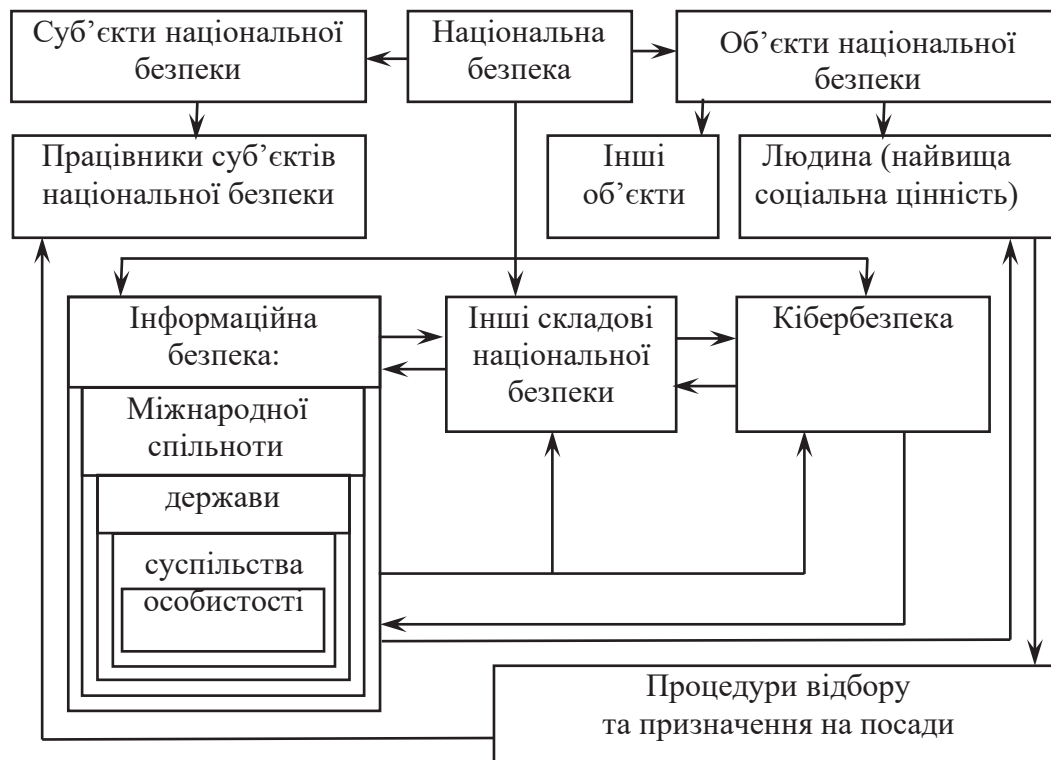 Суб’єкти національної
безпеки
Національна
безпека
Об’єкти національної
безпеки
Працівники суб’єктів
національної безпеки
Інші
об’єкти
Людина (найвища
соціальна цінність)
Інформаційна
безпека:
Інші складові
національної
безпеки
Кібербезпека
Міжнародної
спільноти
держави
суспільства
особистості
Процедури відбору
та призначення на посади